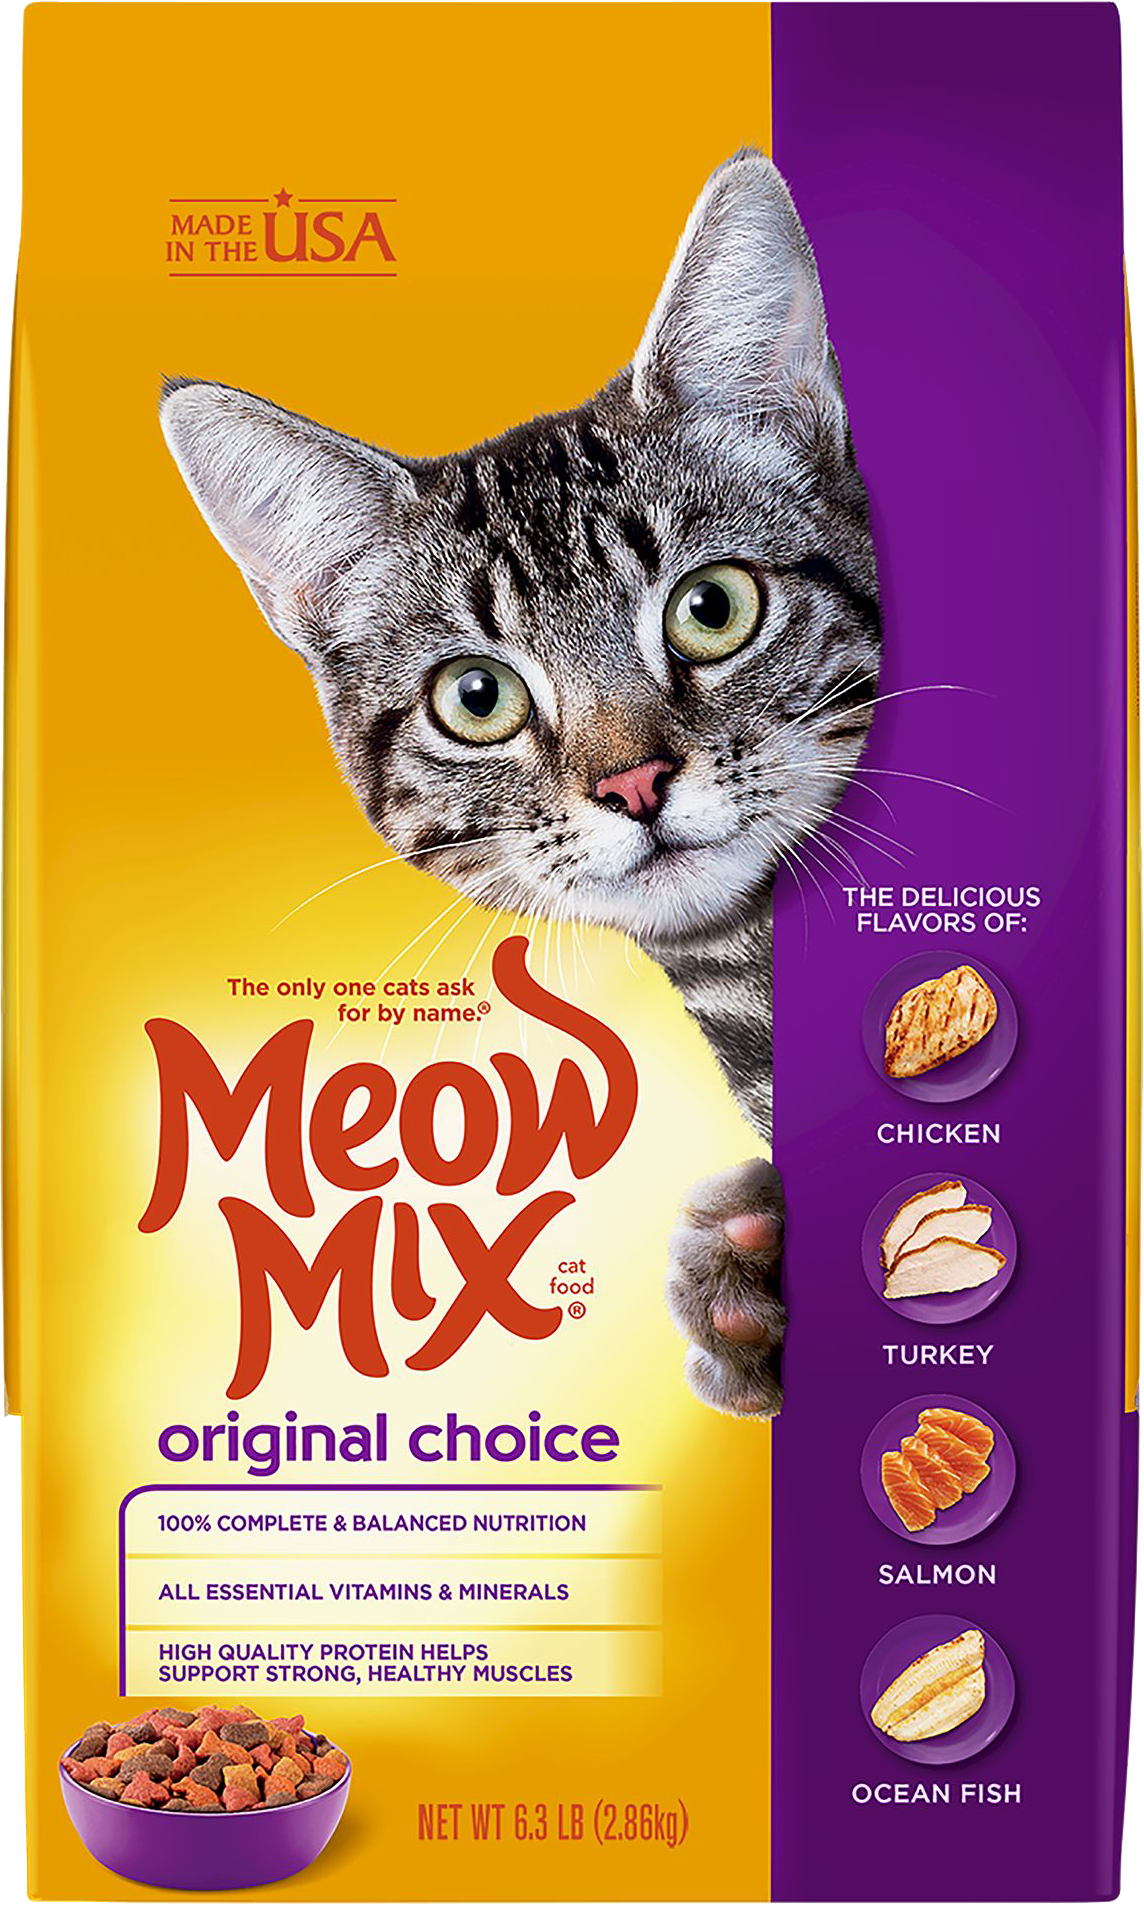 MADE
IN THE USA
THE DELICIOUS
FLAVORS OF:
CHICKEN
TURKEY
SALMON
OCEAN FISH
The only one cats ask
for by name.®
MEOW
MIX
cat
food
®
original choice
100% COMPLETE & BALANCED NUTRITION
ALL ESSENTIAL VITAMINS & MINERALS
HIGH QUALITY PROTEIN HELPS
SUPPORT STRONG, HEALTHY MUSCLES
NET WT 6.3 LB (2.86kg)